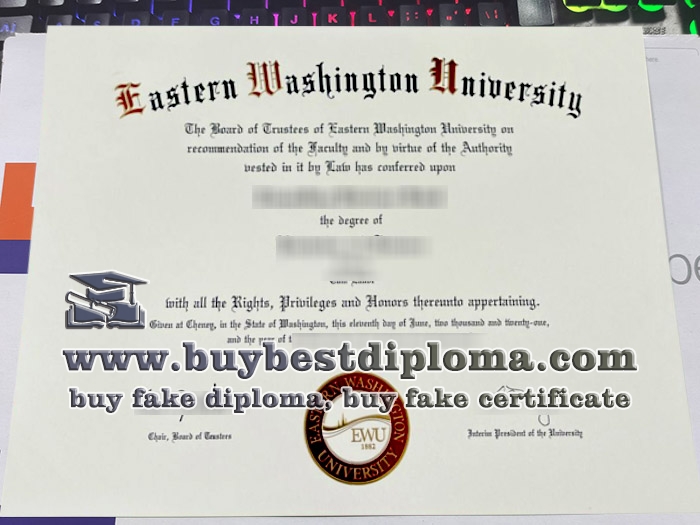 Eastern Washington University
The Board of Trustees of Eastern Washington University on
recommendation of the Faculty and by virtue of the Authority
vested in it by Law has conferred upon
the degree of
with all the Rights, Privileges and Honors thereunto appertaining.
Given at Cheney, in the State of Washington, this eleventh day of June, two thousand and twenty-one,
and the year of t
www.buybestdiploma.com
buy fake diploma, buy fake certificate
EASTERN WASHINGTON
EWU
1882
UNIVERSITY
Chair, Board of Trustees
Interim President of the University